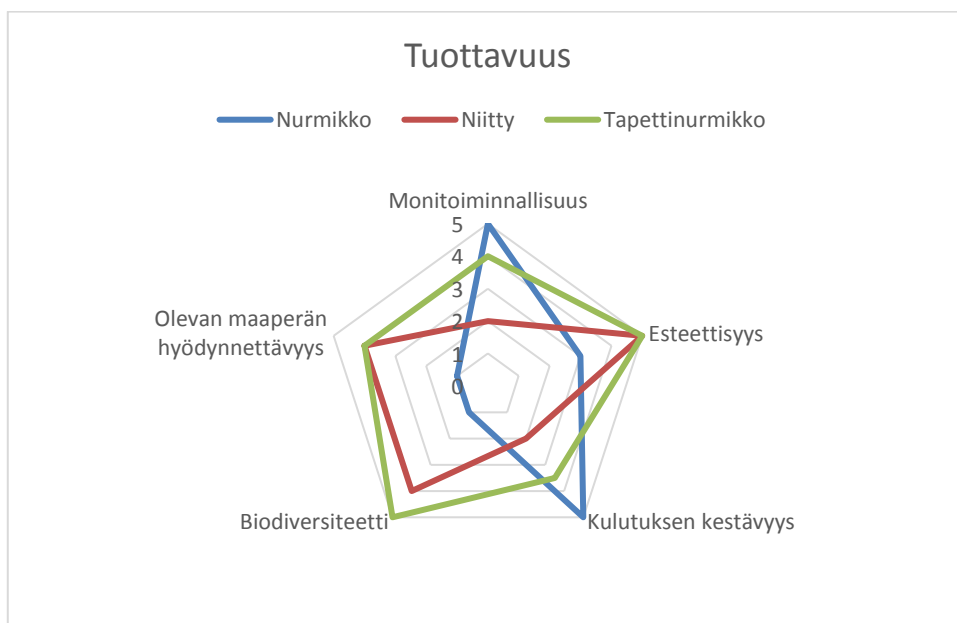 Tuottavuus
Nurmikko Niitty Tapettinurmikko
Monitoiminnallisuus
5
4
3
2
1
0
Esteettisyys
Kulutuksen kestävyys
Biodiversiteetti
Olevan maaperän
hyödynnettävyys